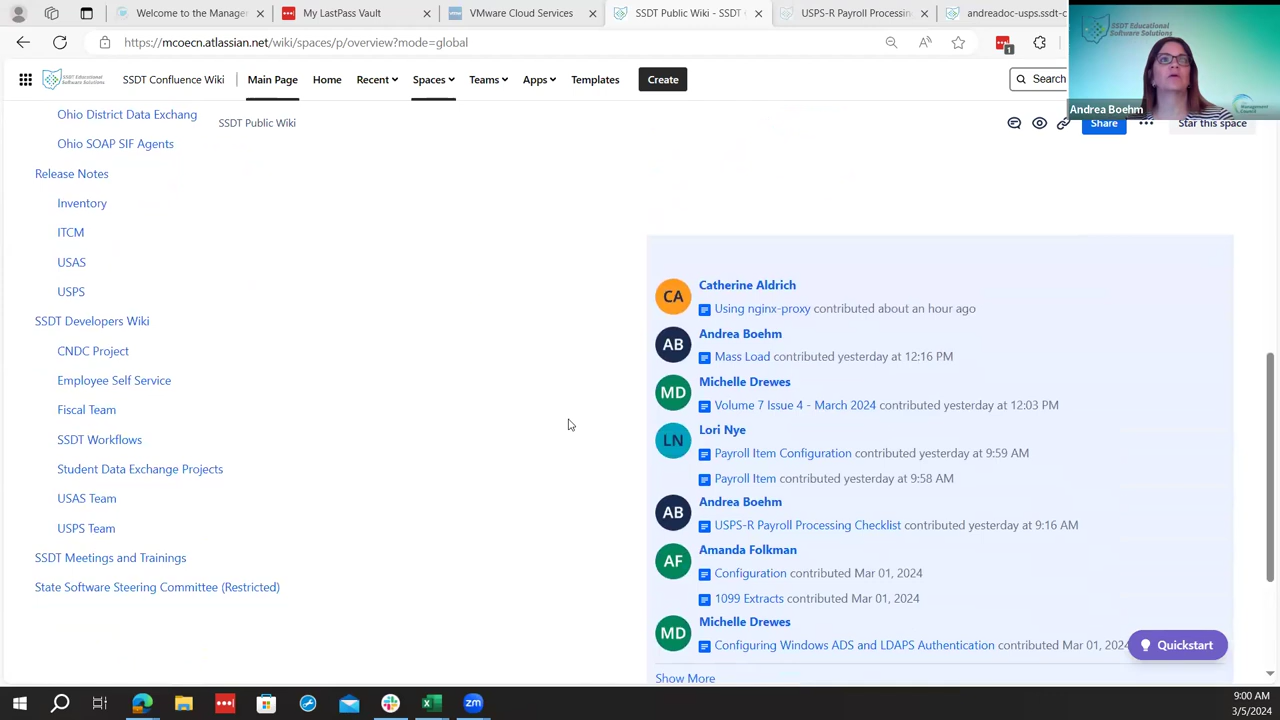 Welcome to the Manage
My LastPass Vault
VMware Cloud Services
SSDT Public Wiki - SSDT
USPS-R Payroll Processing
andreadoc-usps.ssdt-c
https://mcoecn.atlassian.net/wiki/spaces/p/overview?mode=global
1
SSDT Educational
Software Solutions
SSDT Confluence Wiki
Main Page
Home
Recent
Spaces
Teams
Apps
Templates
Create
Search
Andrea Boehm
Management
Council
Ohio District Data Exchang
SSDT Public Wiki
Share
Star this space
Ohio SOAP SIF Agents
Release Notes
Inventory
ITCM
USAS
USPS
SSDT Developers Wiki
CNDC Project
Employee Self Service
Fiscal Team
SSDT Workflows
Student Data Exchange Projects
USAS Team
USPS Team
SSDT Meetings and Trainings
State Software Steering Committee (Restricted)
CA
Catherine Aldrich
Using nginx-proxy contributed about an hour ago
AB
Andrea Boehm
Mass Load contributed yesterday at 12:16 PM
MD
Michelle Drewes
Volume 7 Issue 4 - March 2024 contributed yesterday at 12:03 PM
LN
Lori Nye
Payroll Item Configuration contributed yesterday at 9:59 AM
Payroll Item contributed yesterday at 9:58 AM
AB
Andrea Boehm
USPS-R Payroll Processing Checklist contributed yesterday at 9:16 AM
AF
Amanda Folkman
Configuration contributed Mar 01, 2024
1099 Extracts contributed Mar 01, 2024
MD
Michelle Drewes
Configuring Windows ADS and LDAPS Authentication contributed Mar 01, 2024
Quickstart
Show More
zm
9:00 AM
3/5/2024